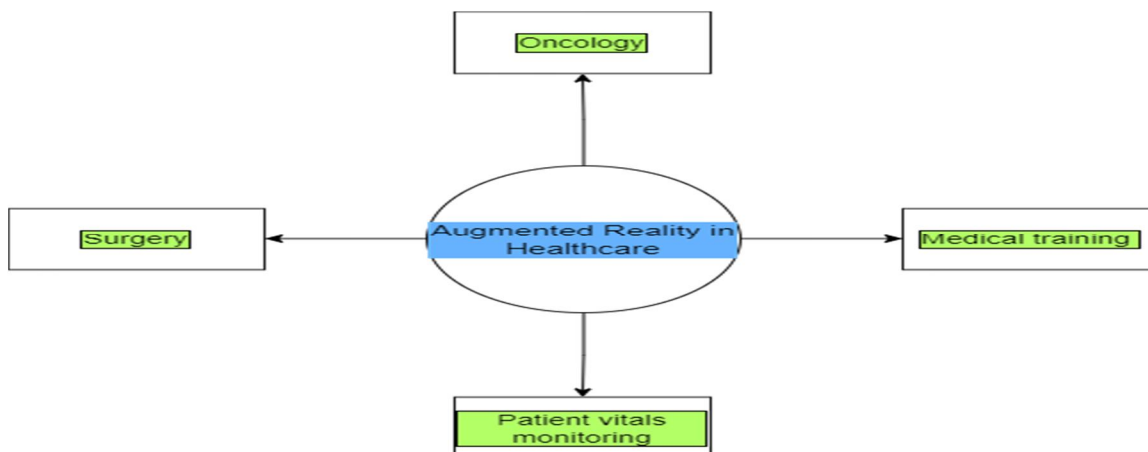 Oncology
Surgery
Augmented Reality in
Healthcare
Medical training
Patient vitals
monitoring